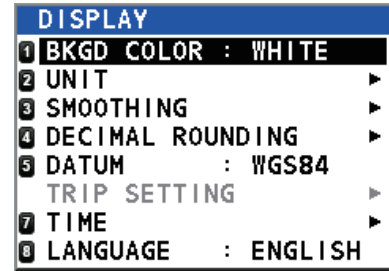 DISPLAY
1 BKGD COLOR : WHITE
2 UNIT ►
3 SMOOTHING ►
4 DECIMAL ROUNDING ►
5 DATUM : WGS84
TRIP SETTING ►
7 TIME ►
8 LANGUAGE : ENGLISH